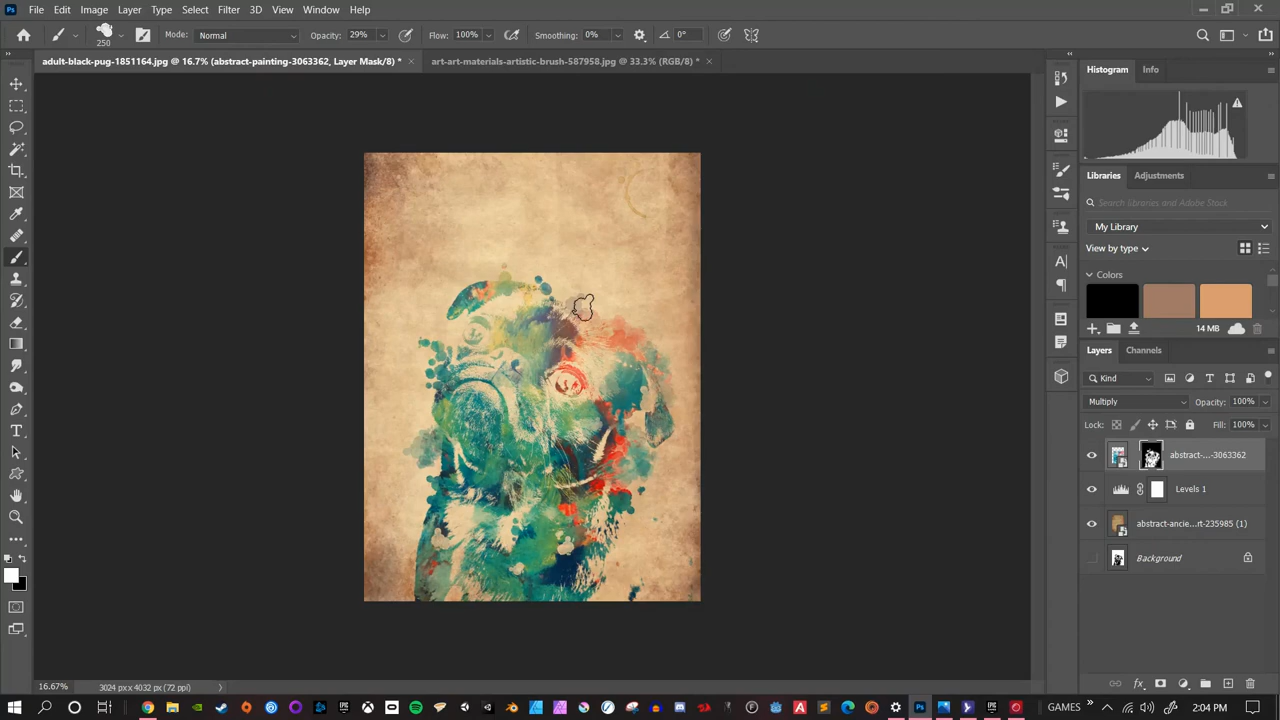 Ps File Edit Image Layer Type Select Filter 3D View Window Help
250 Mode: Normal Opacity: 29% Flow: 100% Smoothing: 0% 0°
adult-black-pug-1851164.jpg @ 16.7% (abstract-painting-3063362, Layer Mask/8) * × art-art-materials-artistic-brush-587958.jpg @ 33.3% (RGB/8) * ×
Histogram Info
Libraries Adjustments
Search Libraries and Adobe Stock
My Library
View by type
Colors
14 MB
Layers Channels
Kind
Multiply Opacity: 100%
Lock: Fill: 100%
abstract-...-3063362
Levels 1
abstract-ancie...rt-235985 (1)
Background
16.67% 3024 px x 4032 px (72 ppi)
GAMES 2:04 PM